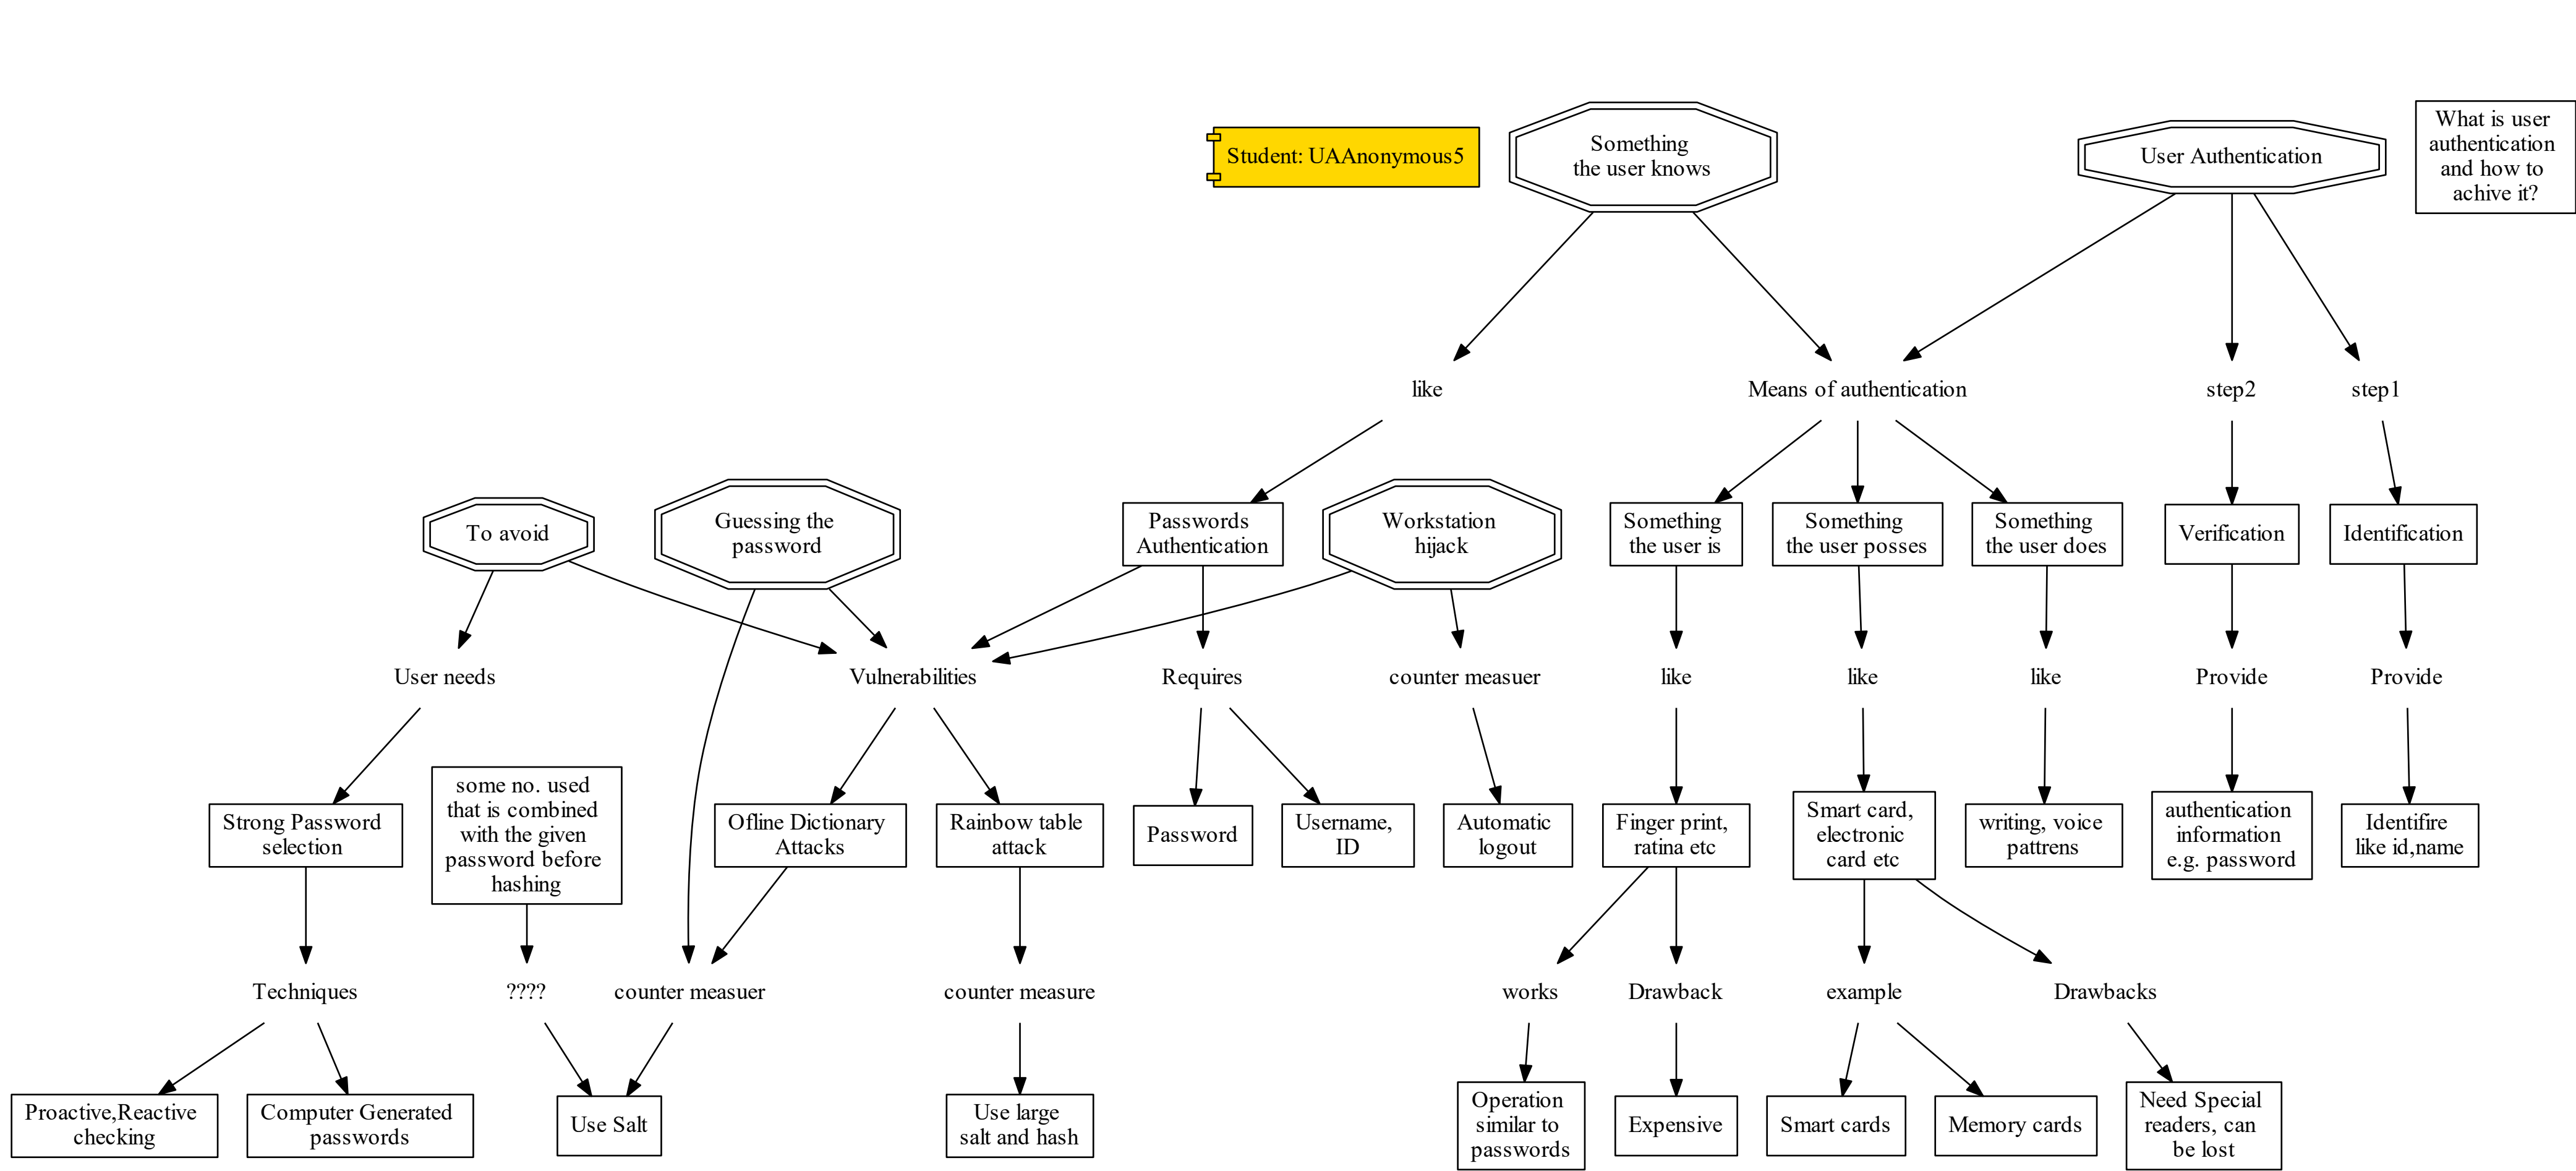 Student: UAAnonymous5
Something
the user knows
User Authentication
What is user
authentication
and how to
achive it?
like
Means of authentication
step2
step1
To avoid
Guessing the
password
Passwords
Authentication
Workstation
hijack
Something
the user is
Something
the user posses
Something
the user does
Verification
Identification
User needs
Vulnerabilities
Requires
counter measuer
like
like
like
Provide
Provide
Strong Password
selection
some no. used
that is combined
with the given
password before
hashing
Ofline Dictionary
Attacks
Rainbow table
attack
Password
Username,
ID
Automatic
logout
Finger print,
ratina etc
Smart card,
electronic
card etc
writing, voice
pattrens
authentication
information
e.g. password
Identifire
like id,name
Techniques
????
counter measuer
counter measure
works
Drawback
example
Drawbacks
Proactive,Reactive
checking
Computer Generated
passwords
Use Salt
Use large
salt and hash
Operation
similar to
passwords
Expensive
Smart cards
Memory cards
Need Special
readers, can
be lost